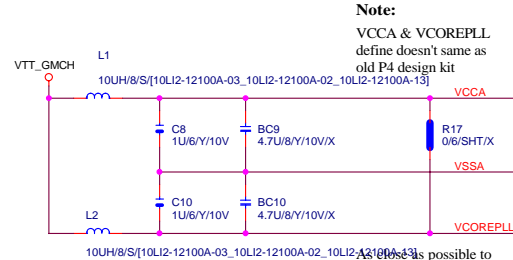 Note:
VCCA & VCOREPLL
define doesn't same as
old P4 design kit
L1
VTT_GMCH
10UH/8/S/[10LI2-12100A-03_10LI2-12100A-02_10LI2-12100A-13]
VCCA
C8
1U/6/Y/10V
BC9
4.7U/8/Y/10V/X
R17
0/6/SHT/X
VSSA
C10
1U/6/Y/10V
BC10
4.7U/8/Y/10V/X
L2
VCOREPLL
10UH/8/S/[10LI2-12100A-03_10LI2-12100A-02_10LI2-12100A-13]
As close as possible to